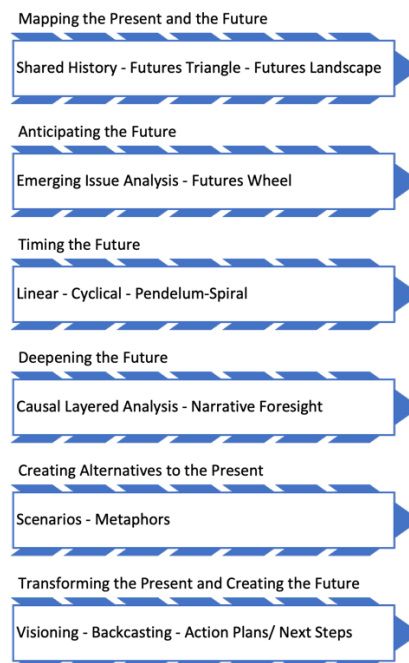 Mapping the Present and the Future
Shared History - Futures Triangle - Futures Landscape
Anticipating the Future
Emerging Issue Analysis - Futures Wheel
Timing the Future
Linear - Cyclical - Pendelum-Spiral
Deepening the Future
Causal Layered Analysis - Narrative Foresight
Creating Alternatives to the Present
Scenarios - Metaphors
Transforming the Present and Creating the Future
Visioning - Backcasting - Action Plans/ Next Steps